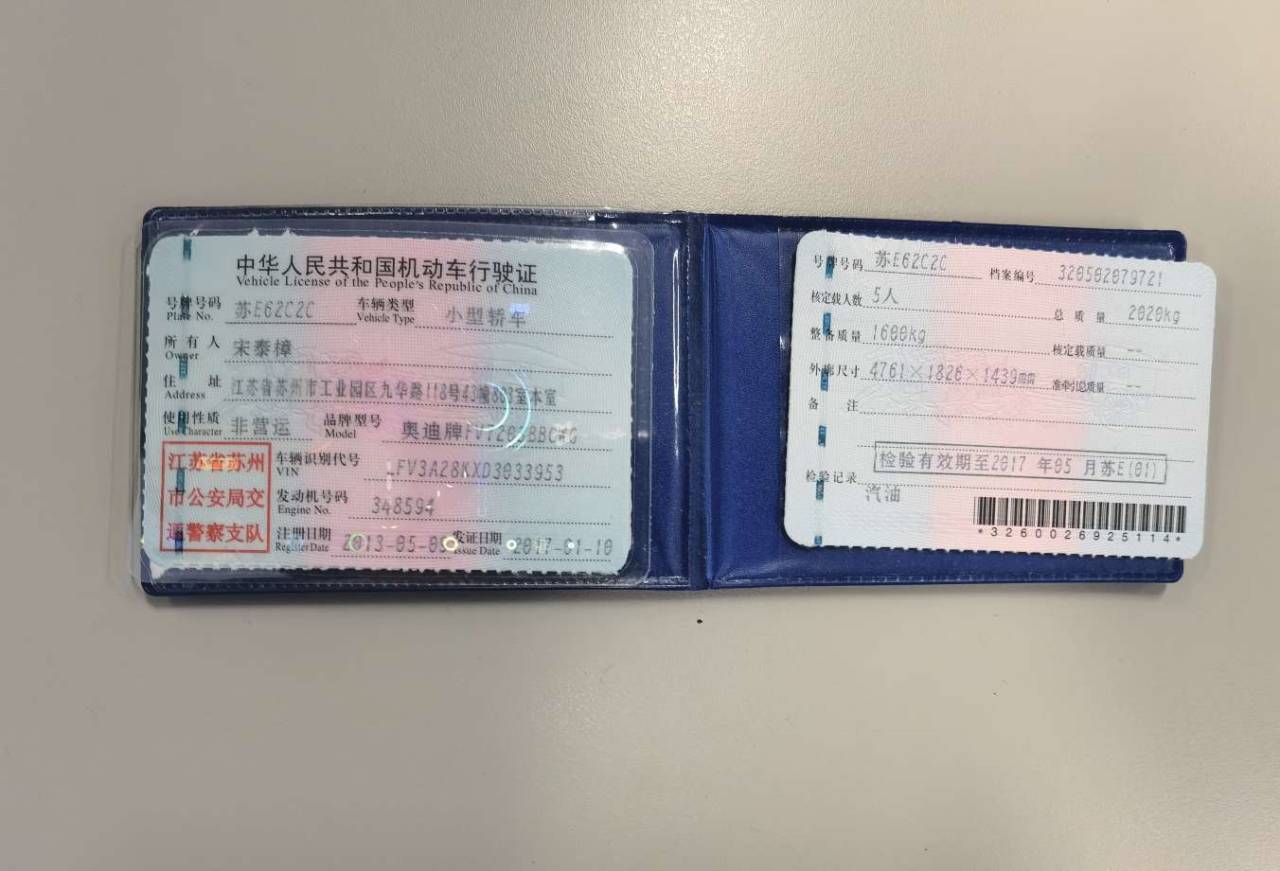 中华人民共和国机动车行驶证
Vehicle License of the People's Republic of China
号牌号码 苏E62C2C 车辆类型 小型轿车
Plate No. Vehicle Type
所有人 宋泰樟
Owner
住址 江苏省苏州市工业园区九华路118号43幢803室本室
Address
使用性质 非营运 品牌型号 奥迪牌
Use Character Model
江苏省苏州 车辆识别代号 LFV3A28KXD3033953
VIN
市公安局交 发动机号码 348594
Engine No.
通警察支队 注册日期 发证日期 2017-01-10
Register Date Issue Date
号牌号码 苏E62C2C 档案编号 320502079721
核定载人数 5人 总质量 2020kg
整备质量 1600kg 核定载质量 --
外廓尺寸 4761×1826×1439mm 准牵引总质量 --
备注
检验有效期至2017 年05 月苏E(01)
检验记录
汽油
*3260026925114*